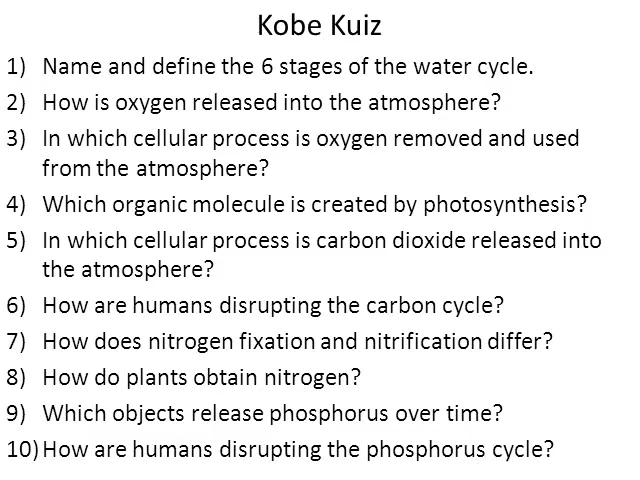 Kobe Kuiz
1) Name and define the 6 stages of the water cycle.
2) How is oxygen released into the atmosphere?
3) In which cellular process is oxygen removed and used
from the atmosphere?
4) Which organic molecule is created by photosynthesis?
5) In which cellular process is carbon dioxide released into
the atmosphere?
6) How are humans disrupting the carbon cycle?
7) How does nitrogen fixation and nitrification differ?
8) How do plants obtain nitrogen?
9) Which objects release phosphorus over time?
10) How are humans disrupting the phosphorus cycle?